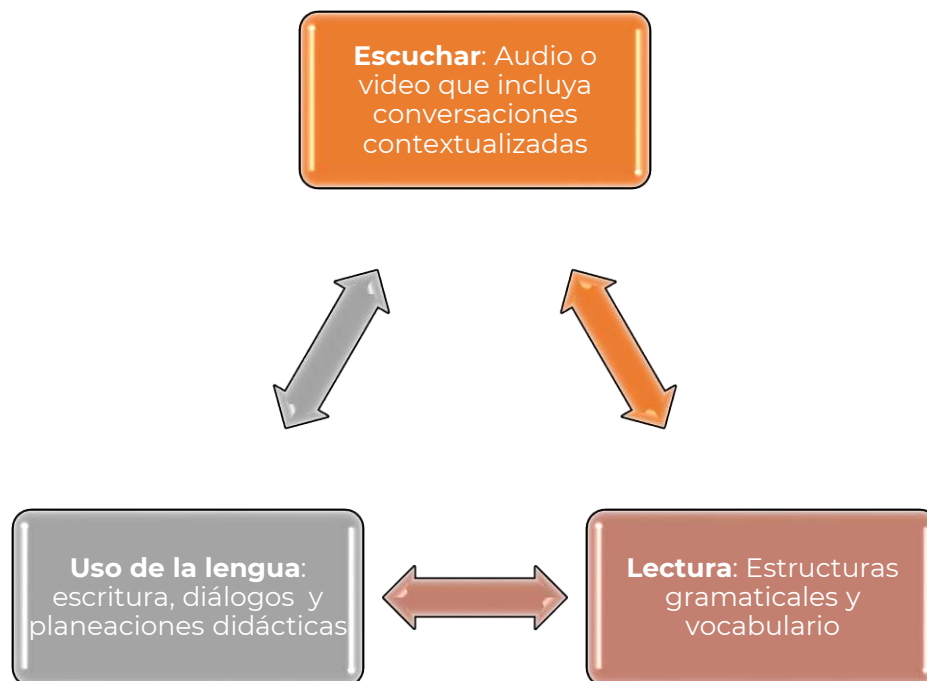 Escuchar: Audio o
video que incluya
conversaciones
contextualizadas
Uso de la lengua:
escritura, diálogos y
planeaciones didácticas
Lectura: Estructuras
gramaticales y
vocabulario